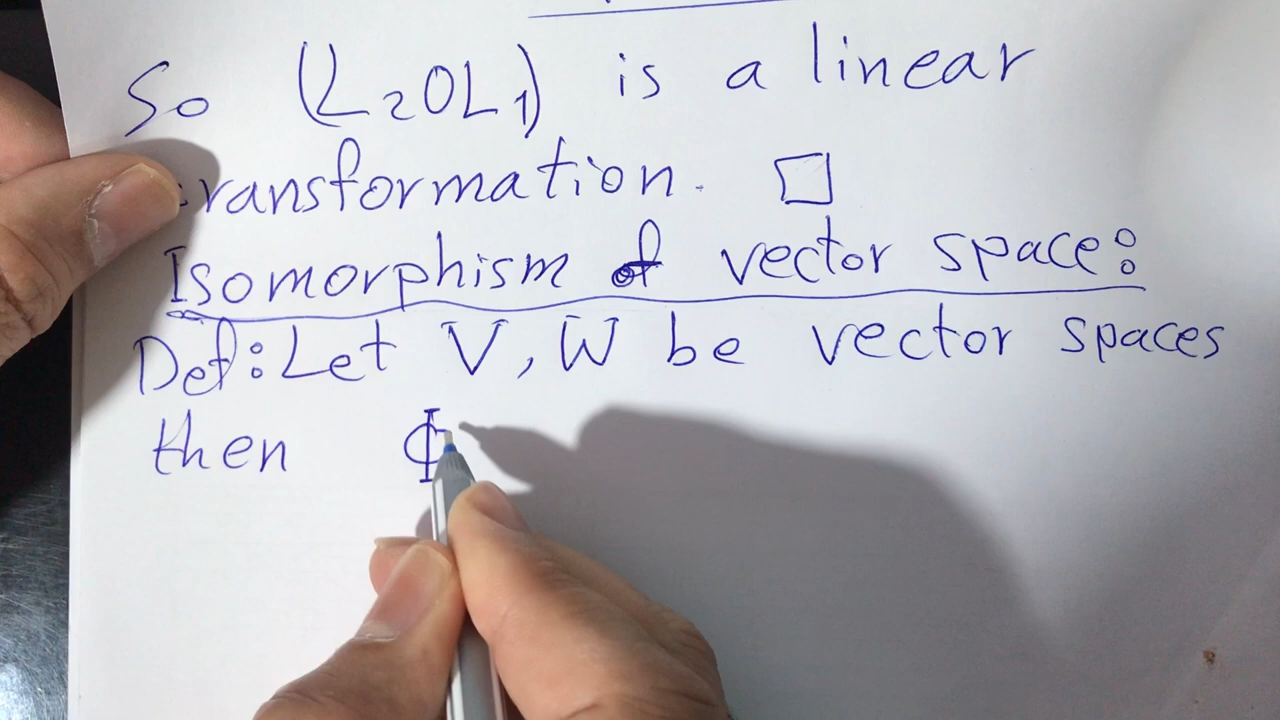 So (L₂OL₁) is a linear
transformation. □
Isomorphism of vector space:
Def: Let V, W be vector spaces
then Φ